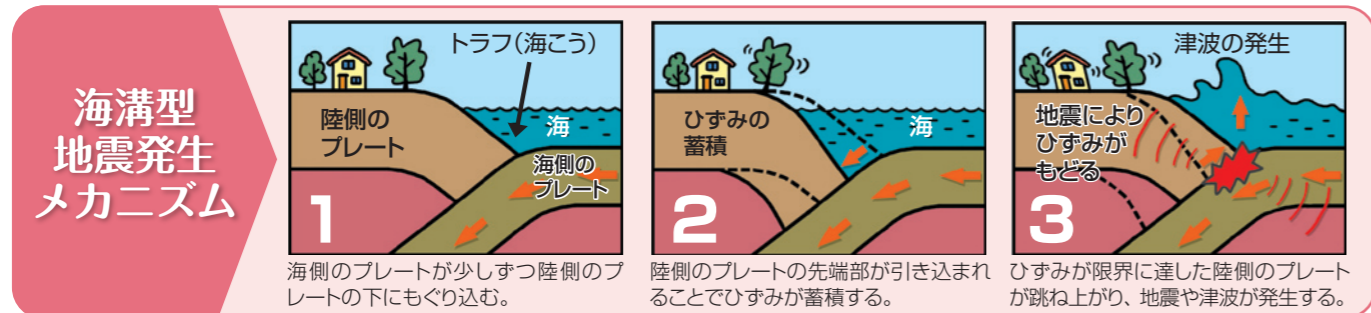 海溝型
地震発生
メカニズム
トラフ(海こう)
陸側の
プレート
海
海側の
プレート
1
海側のプレートが少しずつ陸側のプ
レートの下にもぐり込む。
ひずみの
蓄積
海
2
陸側のプレートの先端部が引き込まれ
ることでひずみが蓄積する。
津波の発生
地震により
ひずみが
もどる
3
ひずみが限界に達した陸側のプレート
が跳ね上がり、地震や津波が発生する。